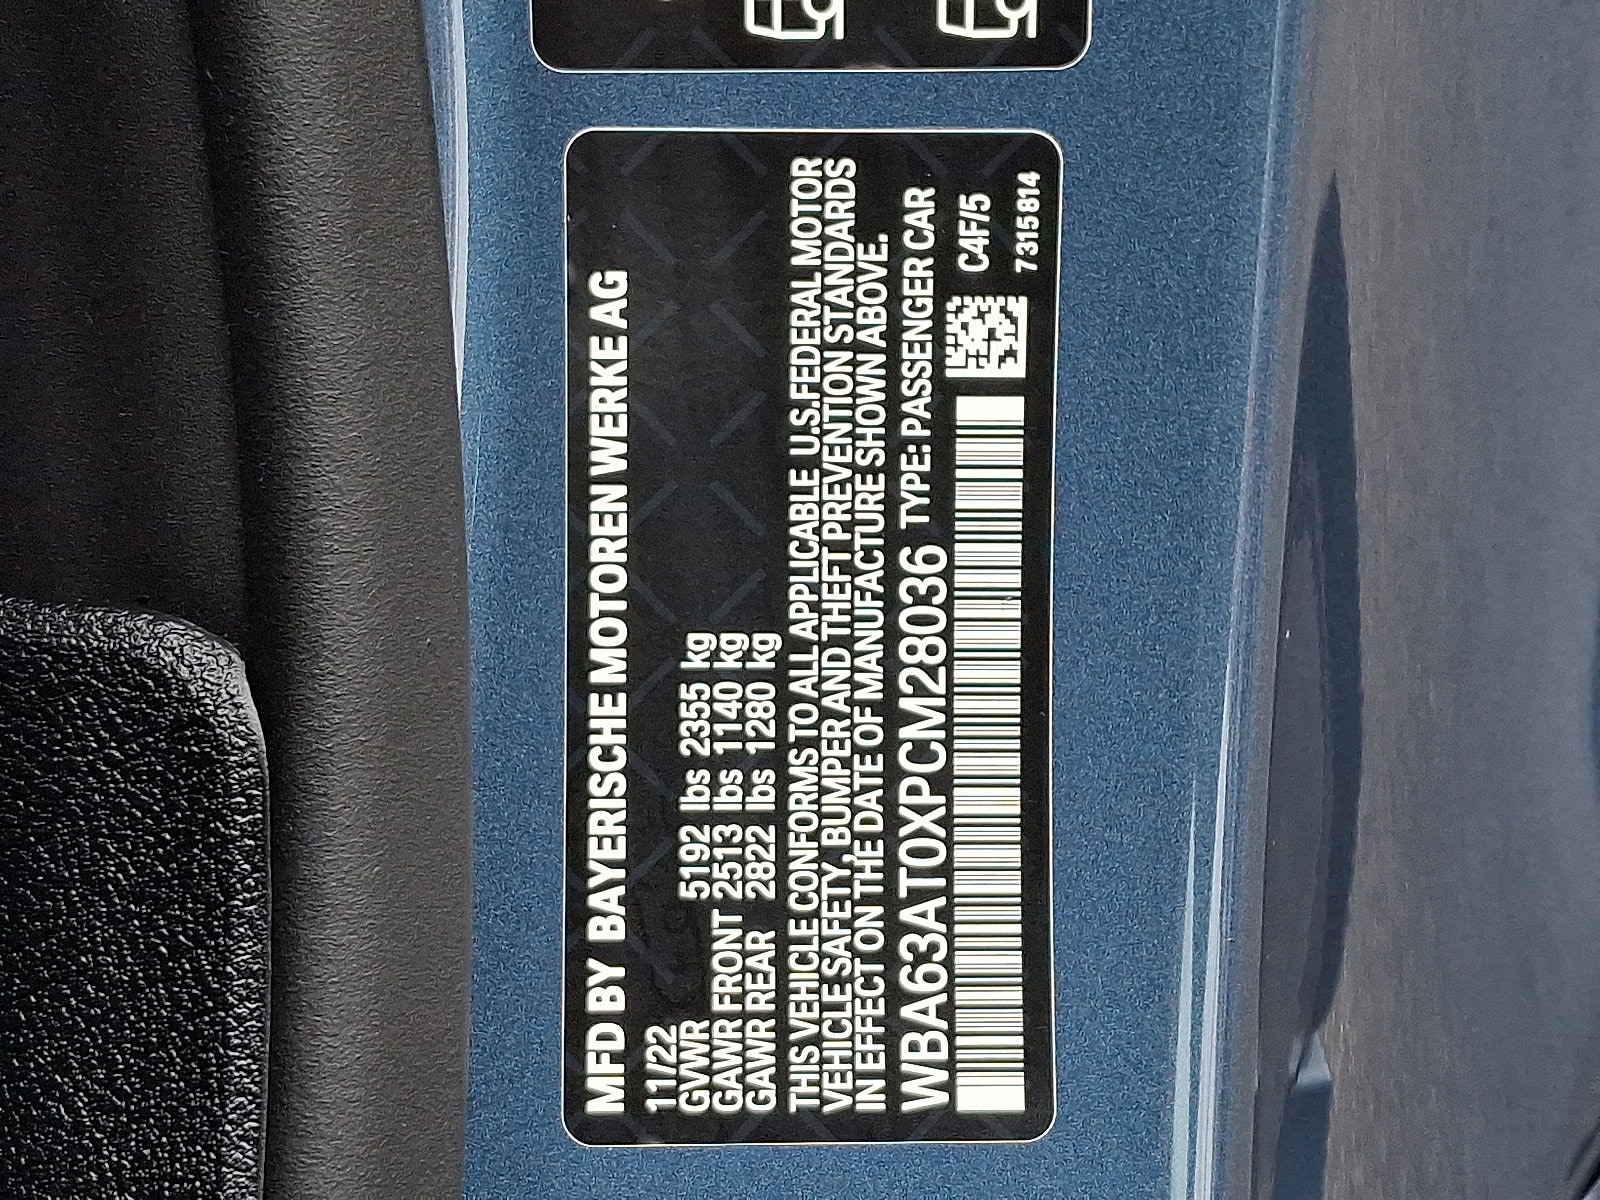 MFD BY BAYERISCHE MOTOREN WERKE AG
11/22
GVWR 5192 lbs 2355 kg
GAWR FRONT 2513 lbs 1140 kg
GAWR REAR 2822 lbs 1280 kg
THIS VEHICLE CONFORMS TO ALL APPLICABLE U.S.FEDERAL MOTOR
VEHICLE SAFETY, BUMPER AND THEFT PREVENTION STANDARDS
IN EFFECT ON THE DATE OF MANUFACTURE SHOWN ABOVE.
WBA63AT0XPCM28036 TYPE: PASSENGER CAR
C4F/5
7315814